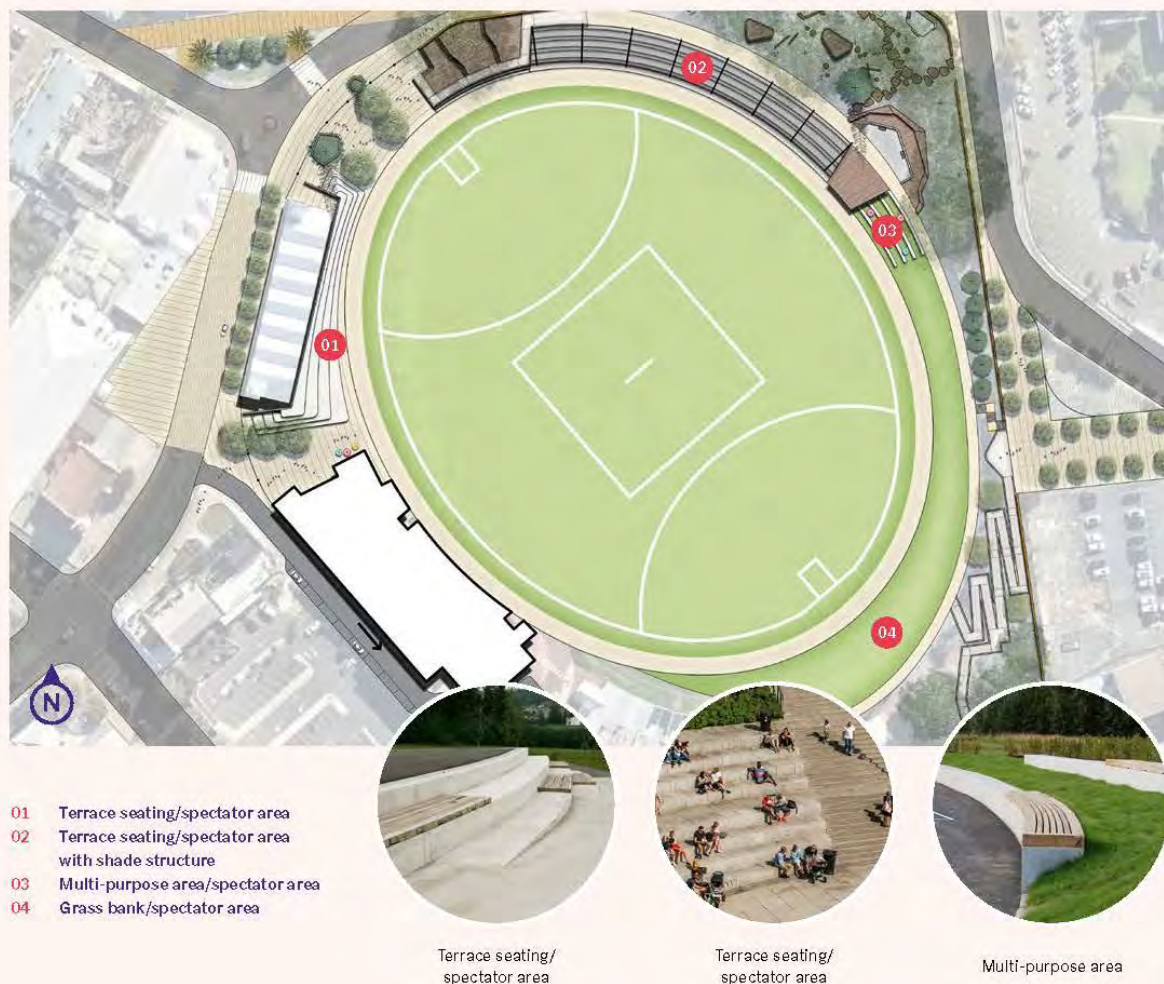 02
03
01
04
N
01 Terrace seating/spectator area
02 Terrace seating/spectator area
with shade structure
03 Multi-purpose area/spectator area
04 Grass bank/spectator area
Terrace seating/
spectator area
Terrace seating/
spectator area
Multi-purpose area